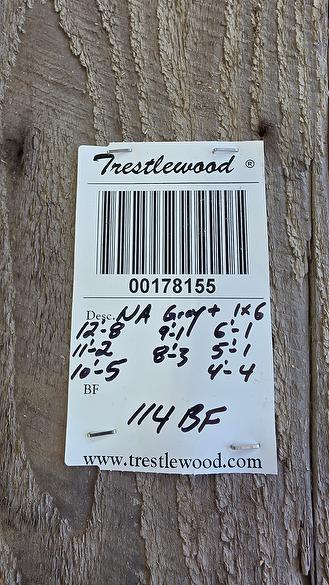 Trestlewood ®
00178155
Desc. NA Gray + 1x6
12'-8 9'-1 6'-1
11'-2 8'-3 5'-1
10'-5 4'-4
BF
114 BF
www.trestlewood.com